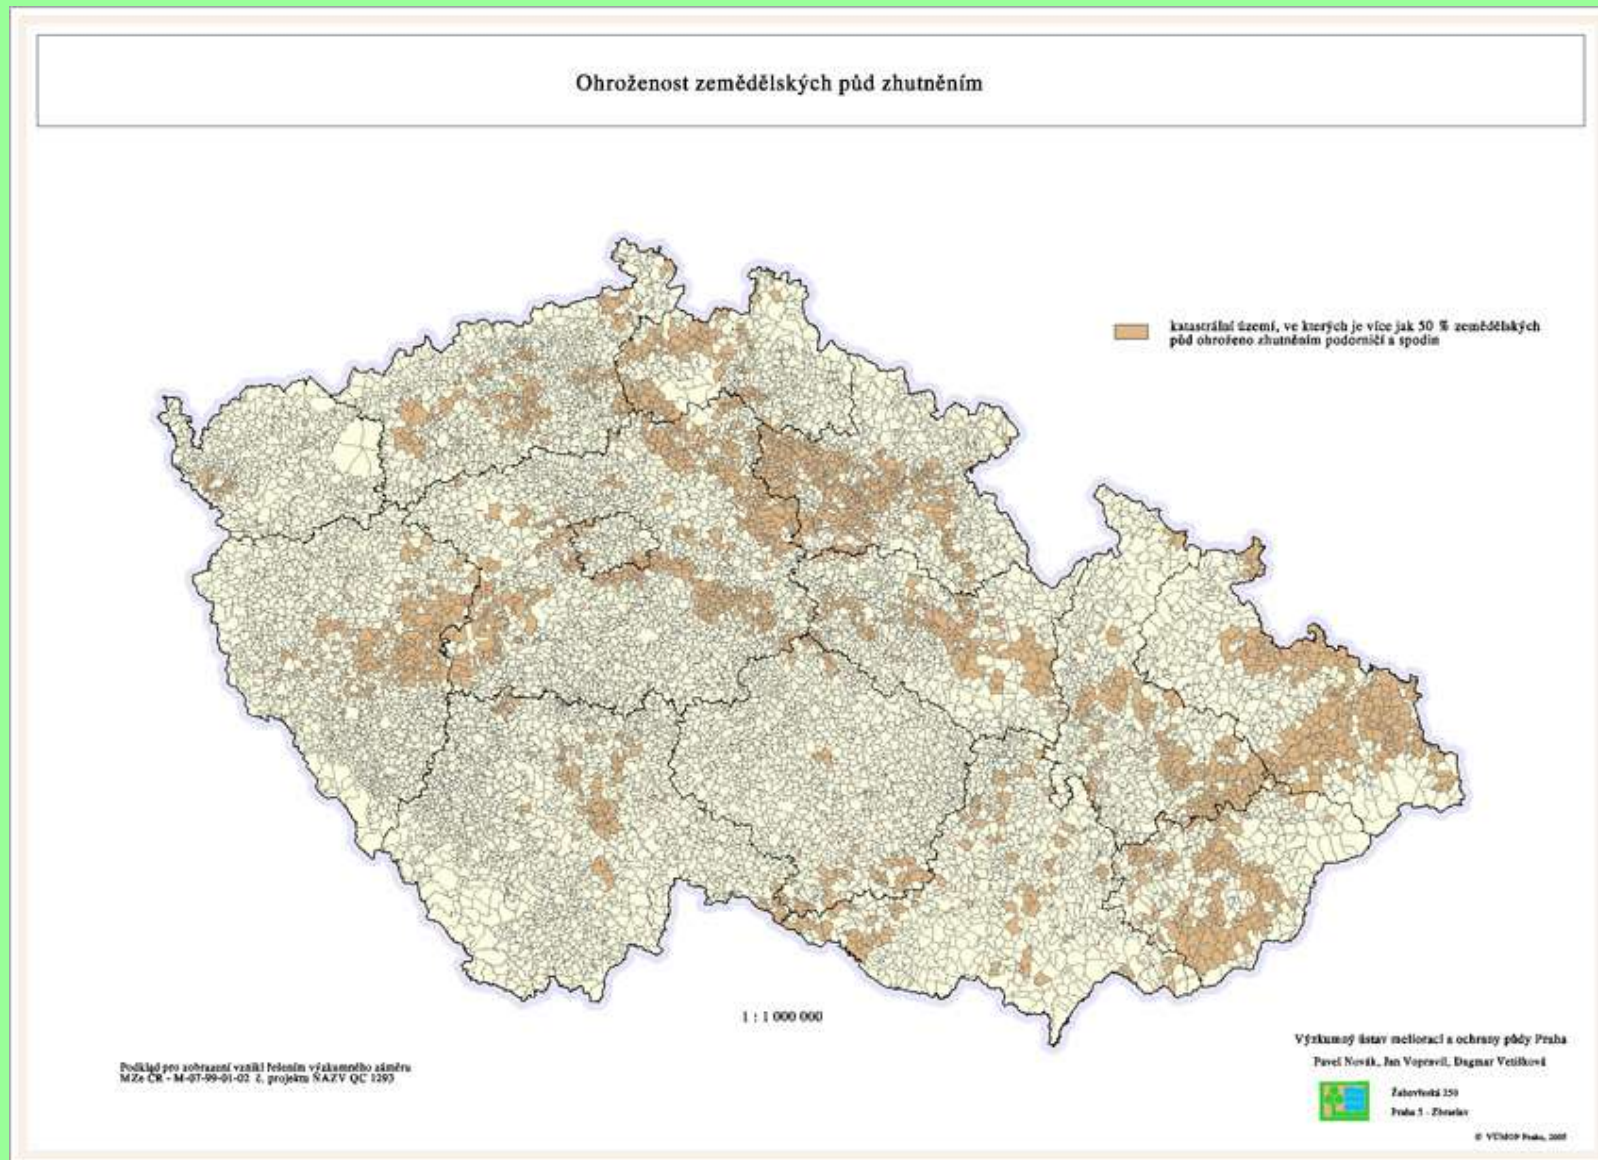 Ohroženost zemědělských půd zhutněním
katastrální území, ve kterých je více jak 50 % zemědělských
půd ohroženo zhutněním podorničí a spodin
1 : 1 000 000
Podklad pro zobrazení vznikl řešením výzkumného záměru
MZe ČR - M-07-99-01-02 č. projektu NAZV QC 1293
Výzkumný ústav meliorací a ochrany půdy Praha
Pavel Novák, Jan Vopravil, Dagmar Vetišková
Žabovřeská 250
Praha 5 - Zbraslav
© VÚMOP Praha, 2005